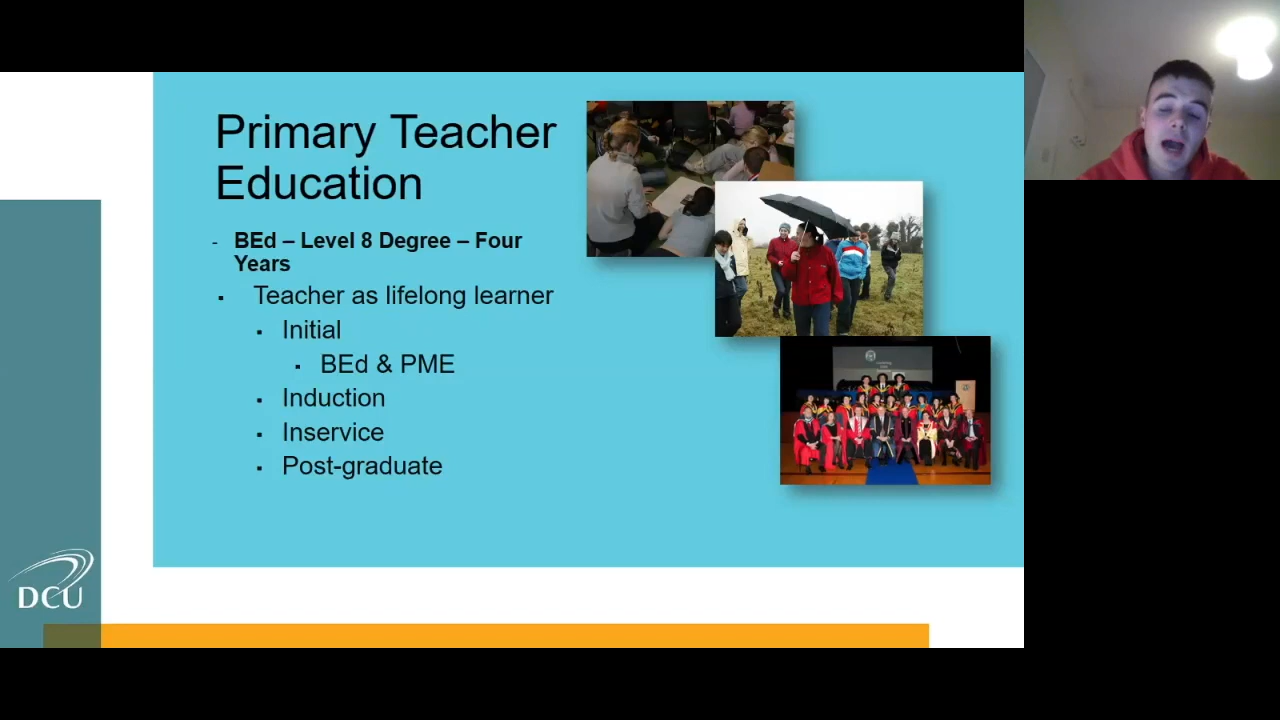 Primary Teacher
Education
- BEd – Level 8 Degree – Four
Years
▪ Teacher as lifelong learner
▪ Initial
▪ BEd & PME
▪ Induction
▪ Inservice
▪ Post-graduate
DCU